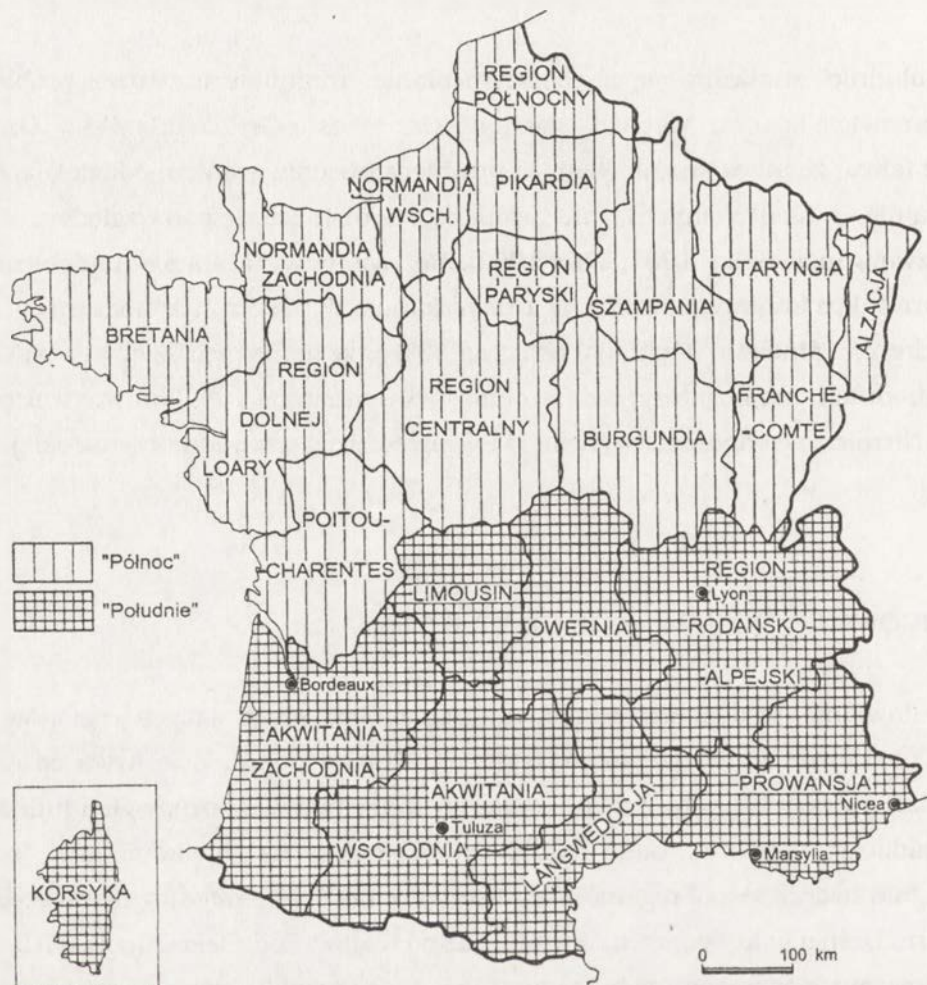 REGION
PÓŁNOCNY
NORMANDIA
WSCH.
PIKARDIA
NORMANDIA
ZACHODNIA
REGION
PARYSKI
SZAMPANIA
LOTARYNGIA
ALZACJA
BRETANIA
REGION
DOLNEJ
LOARY
REGION
CENTRALNY
BURGUNDIA
FRANCHE-
COMTE
POITOU-
CHARENTES
"Północ"
"Południe"
LIMOUSIN
OWERNIA
REGION
Lyon
RODAŃSKO-
ALPEJSKI
Bordeaux
AKWITANIA
ZACHODNIA
AKWITANIA
Tuluza
WSCHODNIA
LANGWEDOCJA
PROWANSJA
Nicea
Marsylia
KORSYKA
0 100 km